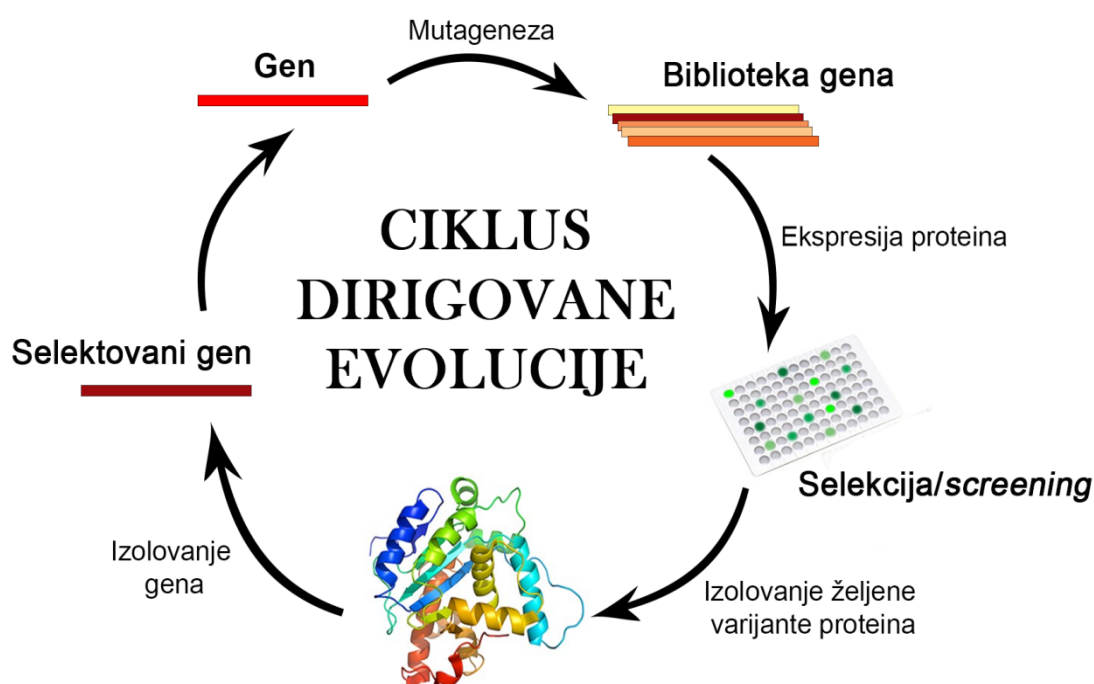 Mutageneza
Gen
Biblioteka gena
CIKLUS
DIRIGOVANE
EVOLUCIJE
Ekspresija proteina
Selektovani gen
Selekcija/screening
Izolovanje
gena
Izolovanje željene
varijante proteina